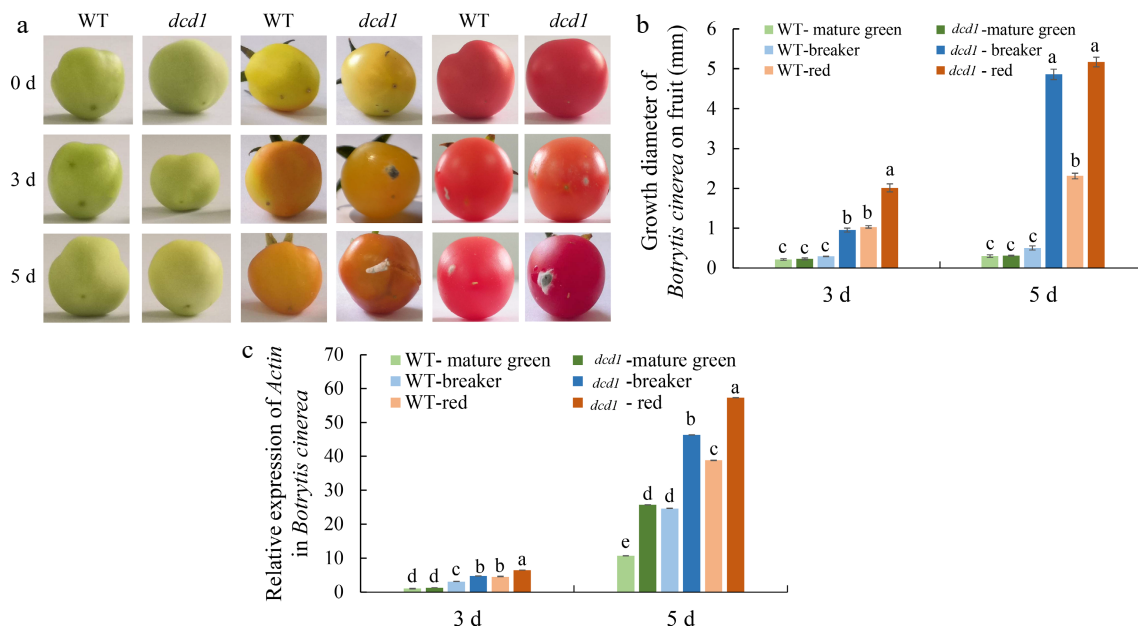 a
WT dcd1 WT dcd1 WT dcd1
0 d
3 d
5 d
b
Growth diameter of
Botrytis cinerea on fruit (mm)
6
5
4
3
2
1
0
WT- mature green dcd1 -mature green
WT-breaker dcd1 - breaker
WT-red dcd1 - red
c c c b b a
c c c a b a
3 d 5 d
c
Relative expression of Actin
in Botrytis cinerea
70
60
50
40
30
20
10
0
WT- mature green dcd1 -mature green
WT-breaker dcd1 -breaker
WT-red dcd1 - red
d d c b b a
e d d b c a
3 d 5 d